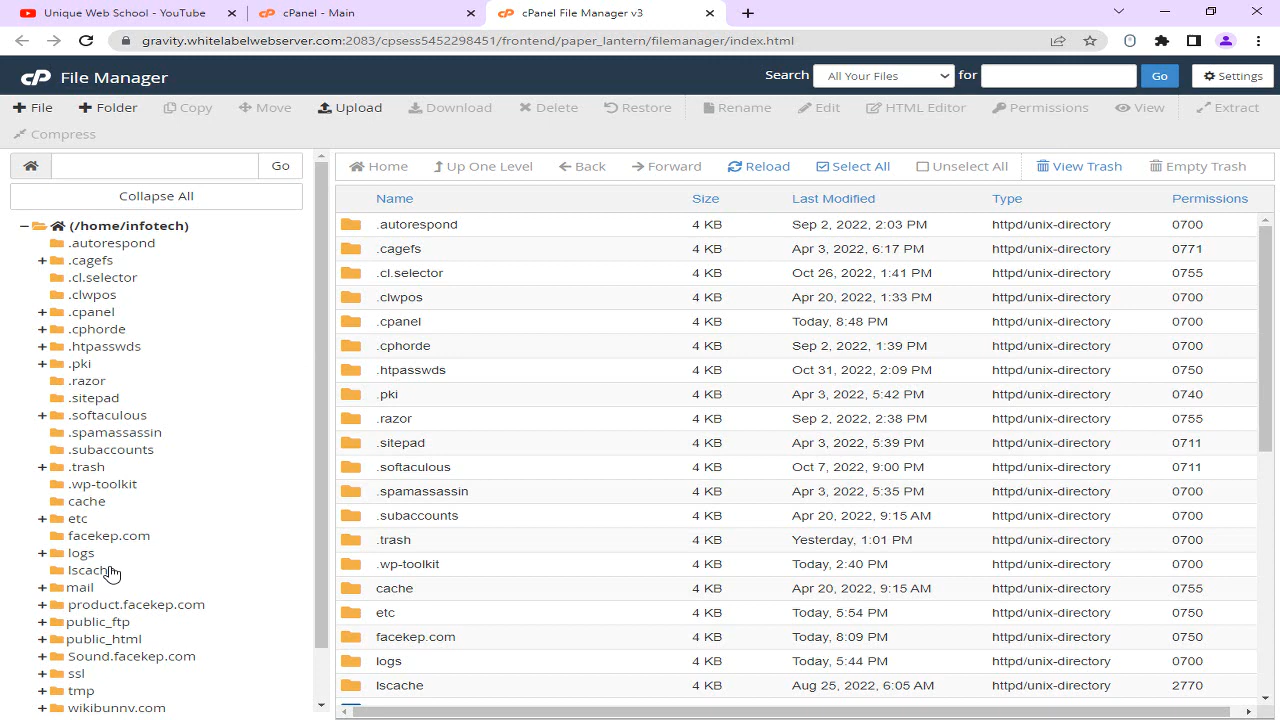 Unique Web School - YouTube
cPanel - Main
cPanel File Manager v3
gravity.whitelabelwebserver.com:2083/cpsess5452298451/frontend/paper_lantern/filemanager/index.html
cP File Manager
Search All Your Files for Go Settings
File Folder Copy Move Upload Download Delete Restore Rename Edit HTML Editor Permissions View Extract
Compress
Go
Collapse All
(/home/infotech)
.autorespond
.cagefs
.cl.selector
.clwpos
.cpanel
.cphorde
.htpasswds
.pki
.razor
.sitepad
.softaculous
.spamassassin
.subaccounts
.trash
.wp-toolkit
cache
etc
facekep.com
logs
lscache
mail
product.facekep.com
public_ftp
public_html
Sound.facekep.com
ssl
tmp
wikibunny.com
Home Up One Level Back Forward Reload Select All Unselect All View Trash Empty Trash
Name Size Last Modified Type Permissions
.autorespond 4 KB Sep 2, 2022, 2:03 PM httpd/unix-directory 0700
.cagefs 4 KB Apr 3, 2022, 6:17 PM httpd/unix-directory 0771
.cl.selector 4 KB Oct 26, 2022, 1:41 PM httpd/unix-directory 0755
.clwpos 4 KB Apr 20, 2022, 1:33 PM httpd/unix-directory 0700
.cpanel 4 KB Today, 8:48 PM httpd/unix-directory 0700
.cphorde 4 KB Sep 2, 2022, 1:39 PM httpd/unix-directory 0700
.htpasswds 4 KB Oct 31, 2022, 2:09 PM httpd/unix-directory 0750
.pki 4 KB Apr 3, 2022, 5:42 PM httpd/unix-directory 0740
.razor 4 KB Sep 2, 2022, 2:38 PM httpd/unix-directory 0755
.sitepad 4 KB Apr 3, 2022, 5:39 PM httpd/unix-directory 0711
.softaculous 4 KB Oct 7, 2022, 9:00 PM httpd/unix-directory 0711
.spamassassin 4 KB Apr 3, 2022, 5:35 PM httpd/unix-directory 0700
.subaccounts 4 KB Apr 20, 2022, 9:15 AM httpd/unix-directory 0700
.trash 4 KB Yesterday, 1:01 PM httpd/unix-directory 0700
.wp-toolkit 4 KB Today, 2:40 PM httpd/unix-directory 0700
cache 4 KB Apr 20, 2022, 9:15 AM httpd/unix-directory 0755
etc 4 KB Today, 5:54 PM httpd/unix-directory 0750
facekep.com 4 KB Today, 8:09 PM httpd/unix-directory 0750
logs 4 KB Today, 5:44 PM httpd/unix-directory 0700
lscache 4 KB Aug 25, 2022, 6:05 AM httpd/unix-directory 2770